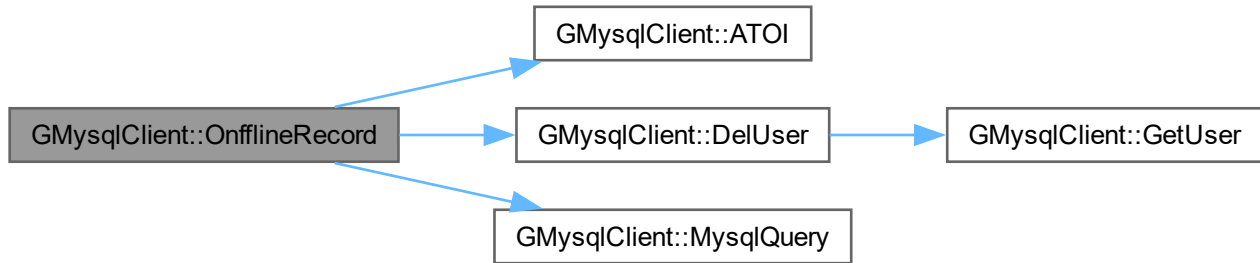 GMysqlClient::ATOI
GMysqlClient::OnfflineRecord
GMysqlClient::DelUser
GMysqlClient::GetUser
GMysqlClient::MysqlQuery